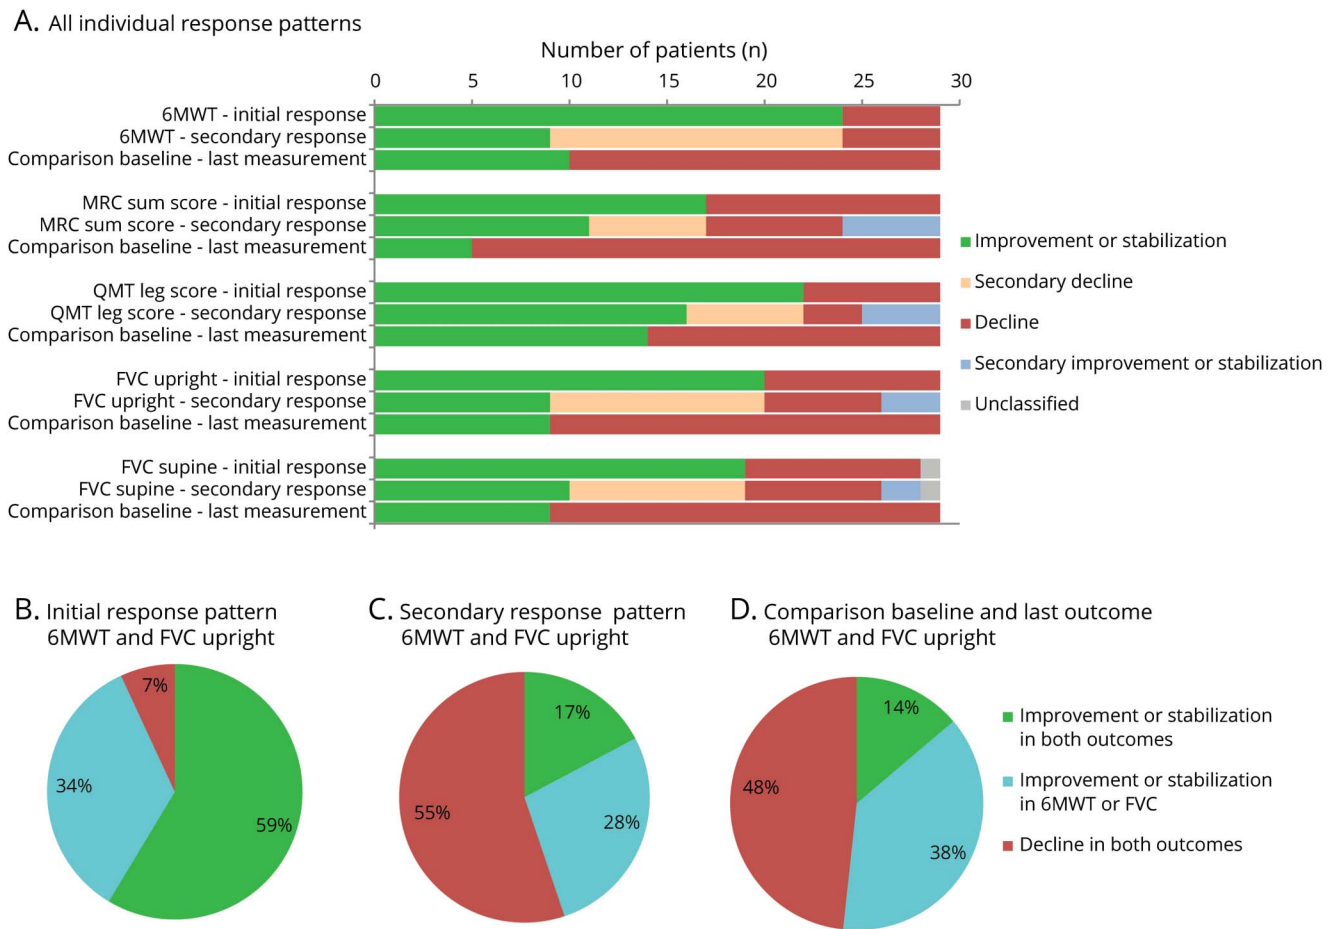 A. All individual response patterns
Number of patients (n)
0 5 10 15 20 25 30
6MWT - initial response
6MWT - secondary response
Comparison baseline - last measurement
MRC sum score - initial response
MRC sum score - secondary response
Comparison baseline - last measurement
QMT leg score - initial response
QMT leg score - secondary response
Comparison baseline - last measurement
FVC upright - initial response
FVC upright - secondary response
Comparison baseline - last measurement
FVC supine - initial response
FVC supine - secondary response
Comparison baseline - last measurement
Improvement or stabilization
Secondary decline
Decline
Secondary improvement or stabilization
Unclassified
B. Initial response pattern
6MWT and FVC upright
7%
34%
59%
C. Secondary response pattern
6MWT and FVC upright
17%
55%
28%
D. Comparison baseline and last outcome
6MWT and FVC upright
14%
48%
38%
Improvement or stabilization
in both outcomes
Improvement or stabilization
in 6MWT or FVC
Decline in both outcomes